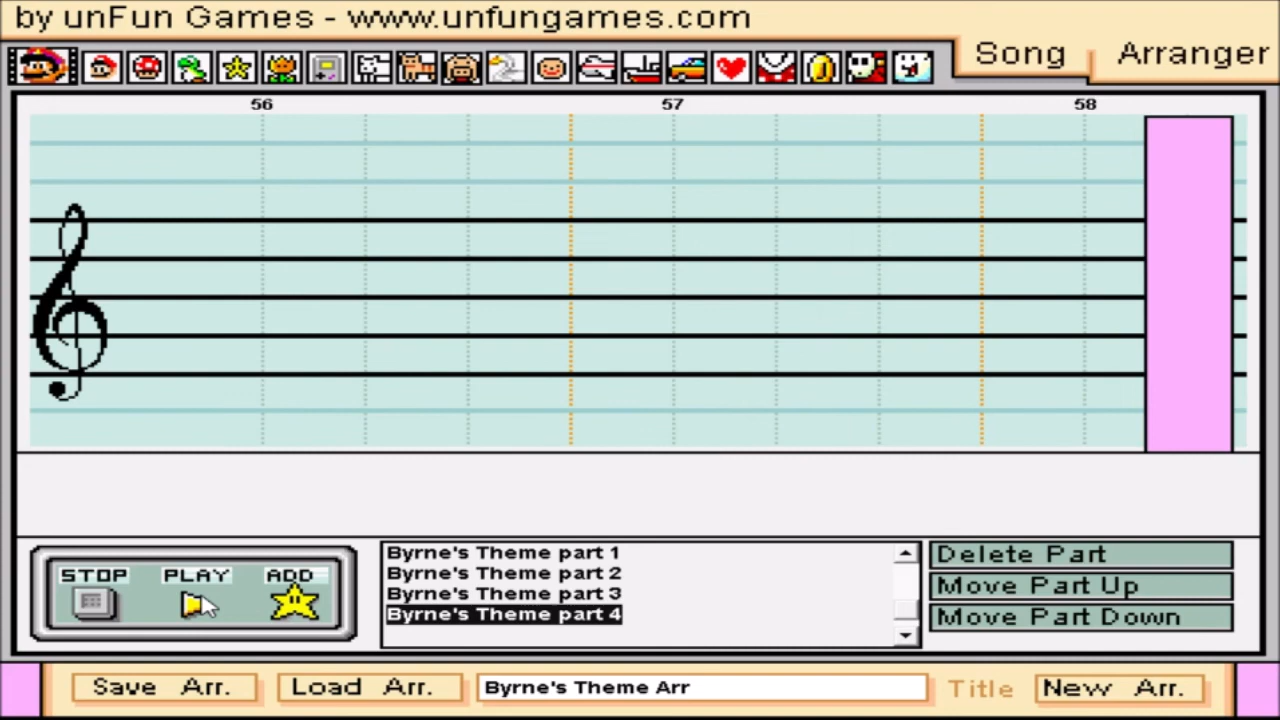 by unFun Games - www.unfungames.com
Song Arranger
56 57 58
STOP PLAY ADD
Byrne's Theme part 1
Byrne's Theme part 2
Byrne's Theme part 3
Byrne's Theme part 4
Delete Part
Move Part Up
Move Part Down
Save Arr. Load Arr. Byrne's Theme Arr Title New Arr.